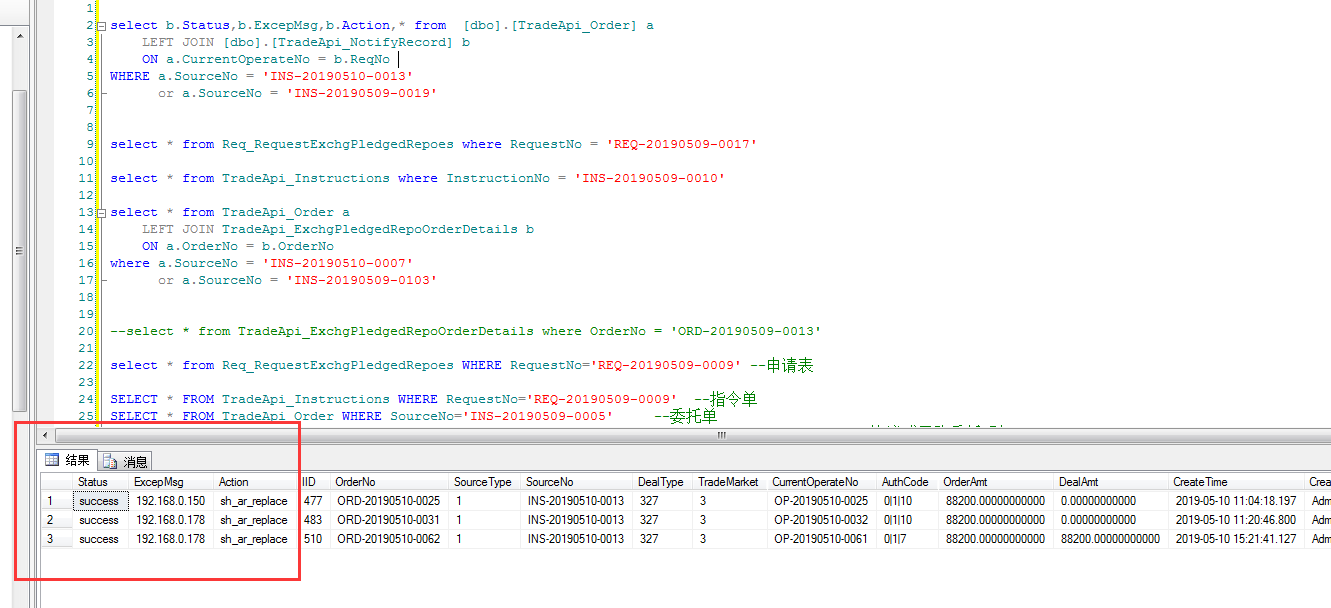 1
2 select b.Status,b.ExcepMsg,b.Action,* from  [dbo].[TradeApi_Order] a
3 LEFT JOIN [dbo].[TradeApi_NotifyRecord] b
4 ON a.CurrentOperateNo = b.ReqNo
5 WHERE a.SourceNo = 'INS-20190510-0013'
6 or a.SourceNo = 'INS-20190509-0019'
7
8
9 select * from Req_RequestExchgPledgedRepoes where RequestNo = 'REQ-20190509-0017'
10
11 select * from TradeApi_Instructions where InstructionNo = 'INS-20190509-0010'
12
13 select * from TradeApi_Order a
14 LEFT JOIN TradeApi_ExchgPledgedRepoOrderDetails b
15 ON a.OrderNo = b.OrderNo
16 where a.SourceNo = 'INS-20190510-0007'
17 or a.SourceNo = 'INS-20190509-0103'
18
19
20 --select * from TradeApi_ExchgPledgedRepoOrderDetails where OrderNo = 'ORD-20190509-0013'
21
22 select * from Req_RequestExchgPledgedRepoes WHERE RequestNo='REQ-20190509-0009' --申请表
23
24 SELECT * FROM TradeApi_Instructions WHERE RequestNo='REQ-20190509-0009'  --指令单
25 SELECT * FROM TradeApi_Order WHERE SourceNo='INS-20190509-0005'     --委托单
结果 消息
Status ExcepMsg Action IID OrderNo SourceType SourceNo DealType TradeMarket CurrentOperateNo AuthCode OrderAmt DealAmt CreateTime Crea
1 success 192.168.0.150 sh_ar_replace 477 ORD-20190510-0025 1 INS-20190510-0013 327 3 OP-20190510-0025 0|1|10 88200.00000000000 0.00000000000 2019-05-10 11:04:18.197 Adm
2 success 192.168.0.178 sh_ar_replace 483 ORD-20190510-0031 1 INS-20190510-0013 327 3 OP-20190510-0032 0|1|10 88200.00000000000 0.00000000000 2019-05-10 11:20:46.800 Adm
3 success 192.168.0.178 sh_ar_replace 510 ORD-20190510-0062 1 INS-20190510-0013 327 3 OP-20190510-0061 0|1|7 88200.00000000000 88200.00000000000 2019-05-10 15:21:41.127 Adm